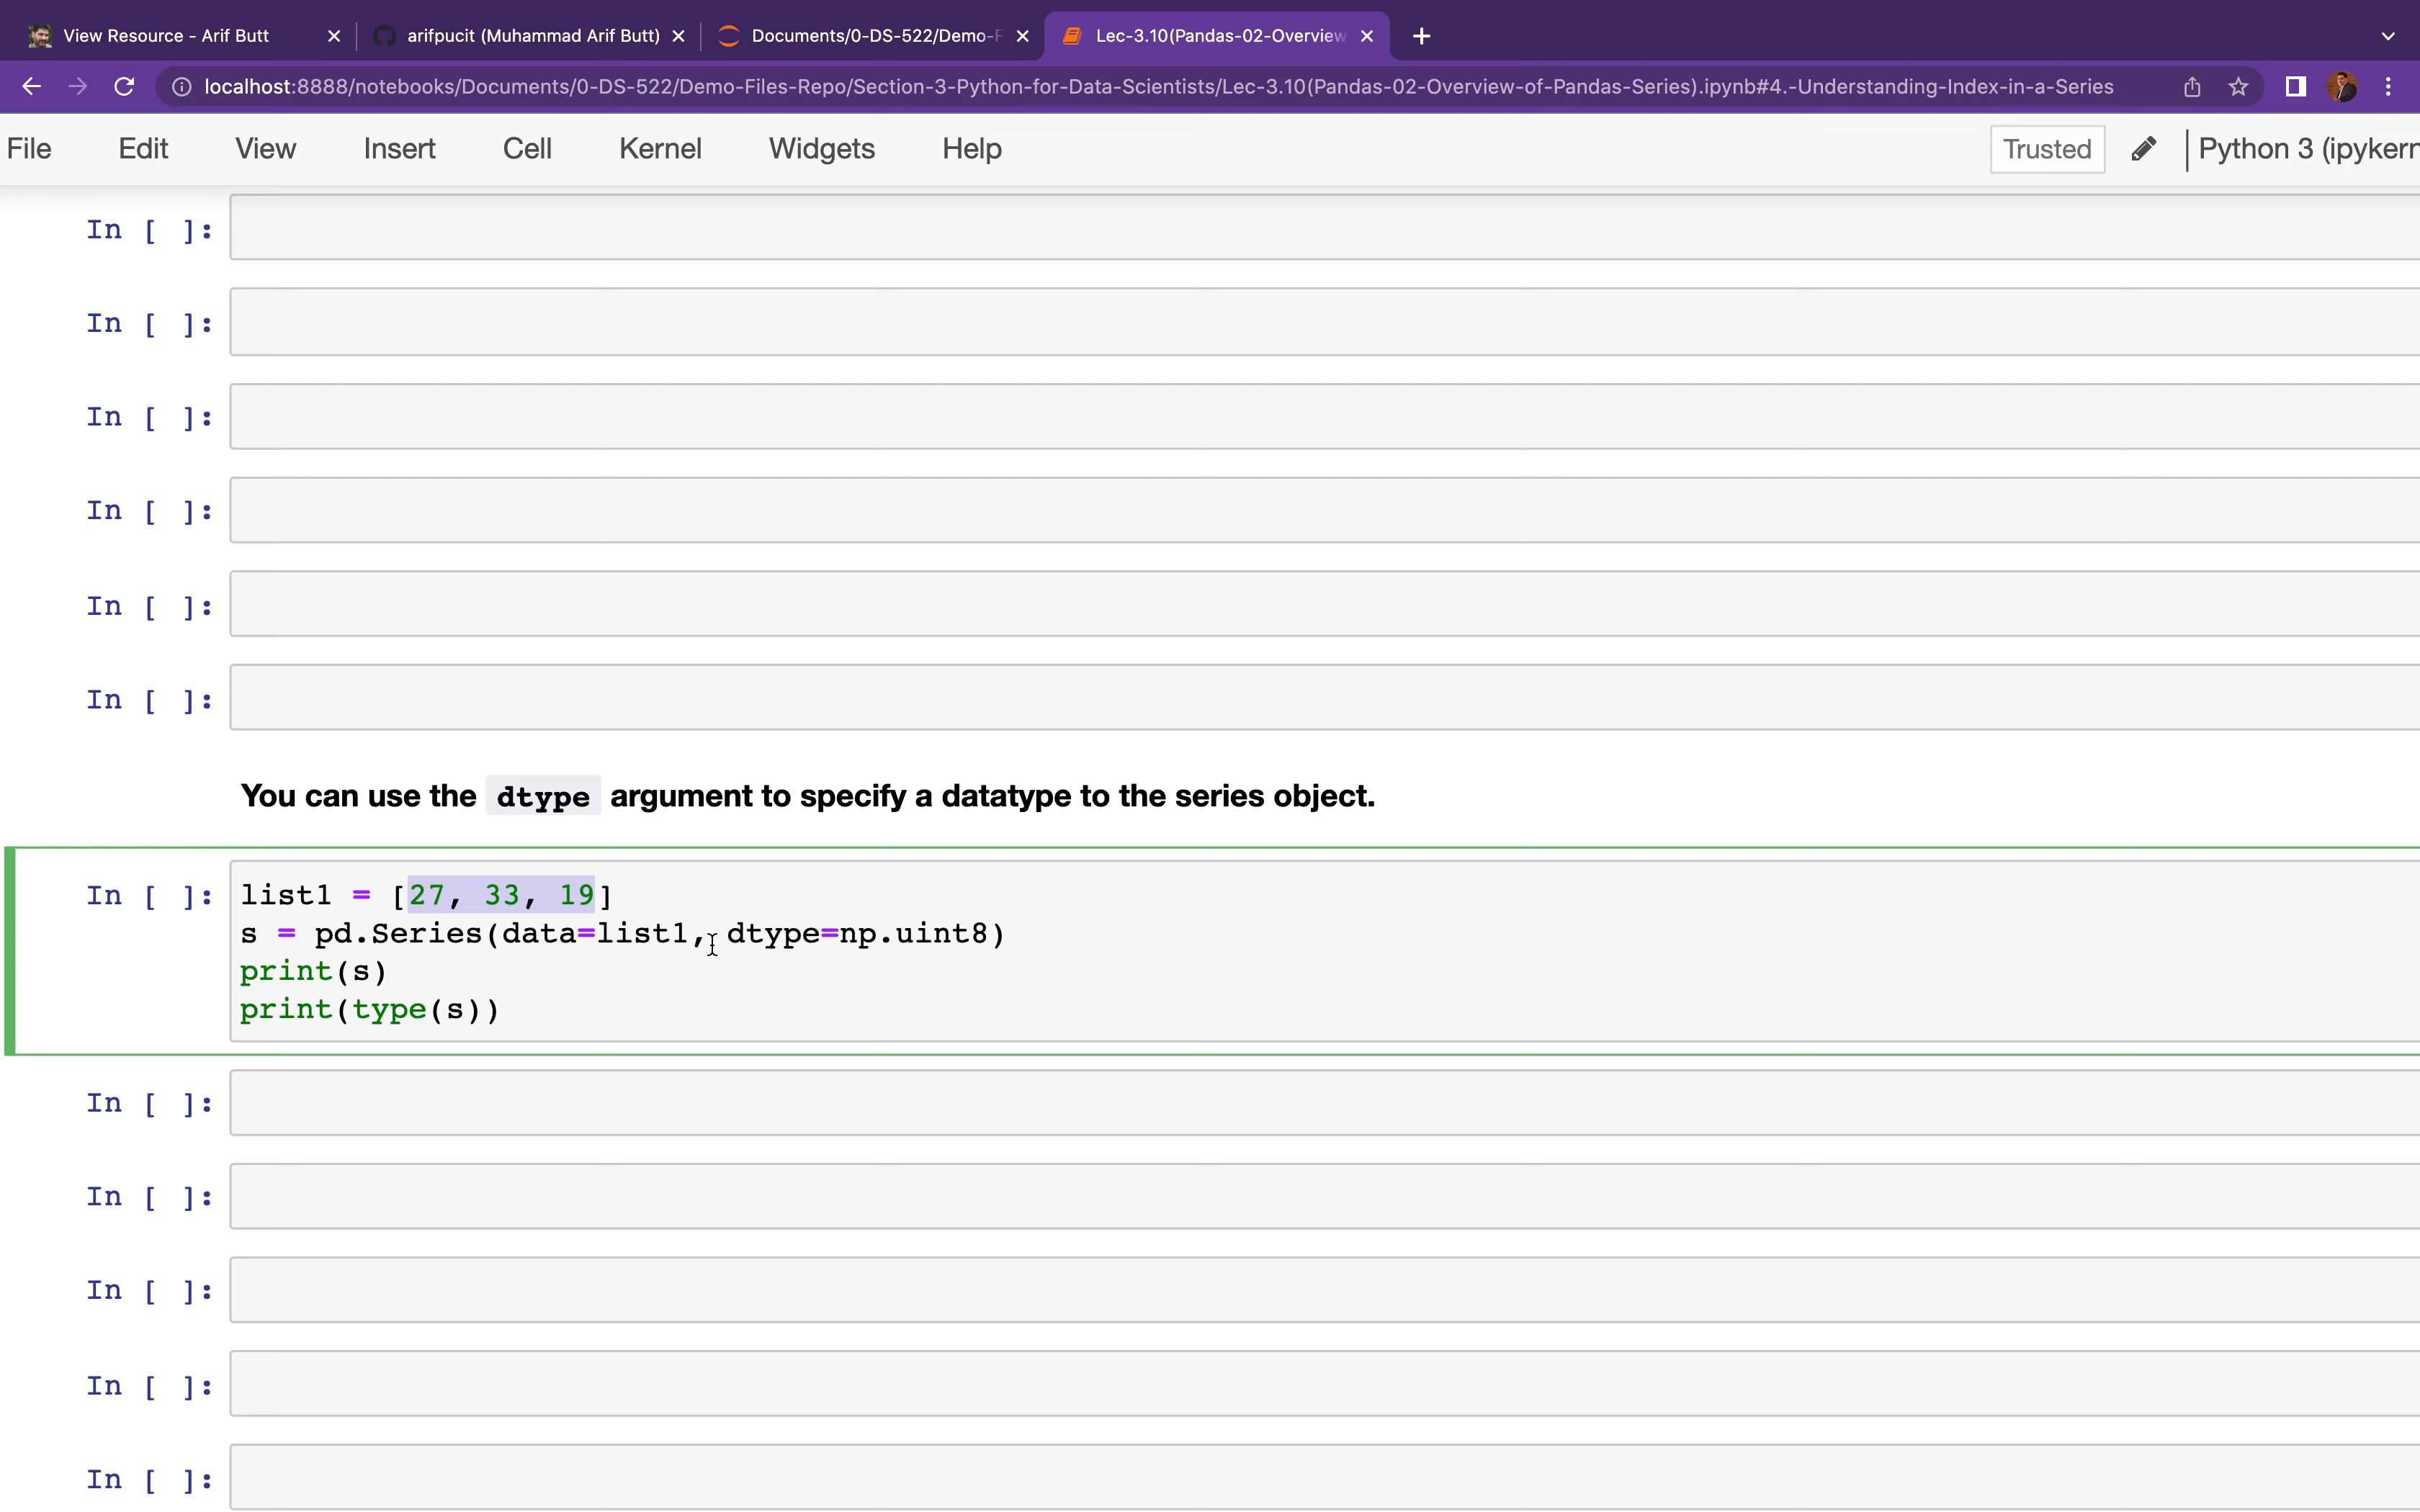 View Resource - Arif Butt
arifpucit (Muhammad Arif Butt)
Documents/0-DS-522/Demo-F
Lec-3.10(Pandas-02-Overview
localhost:8888/notebooks/Documents/0-DS-522/Demo-Files-Repo/Section-3-Python-for-Data-Scientists/Lec-3.10(Pandas-02-Overview-of-Pandas-Series).ipynb#4.-Understanding-Index-in-a-Series
File Edit View Insert Cell Kernel Widgets Help Trusted Python 3 (ipykern
In [ ]:
In [ ]:
In [ ]:
In [ ]:
In [ ]:
In [ ]:
You can use the dtype argument to specify a datatype to the series object.
In [ ]: list1 = [27, 33, 19]
s = pd.Series(data=list1, dtype=np.uint8)
print(s)
print(type(s))
In [ ]:
In [ ]:
In [ ]:
In [ ]:
In [ ]: